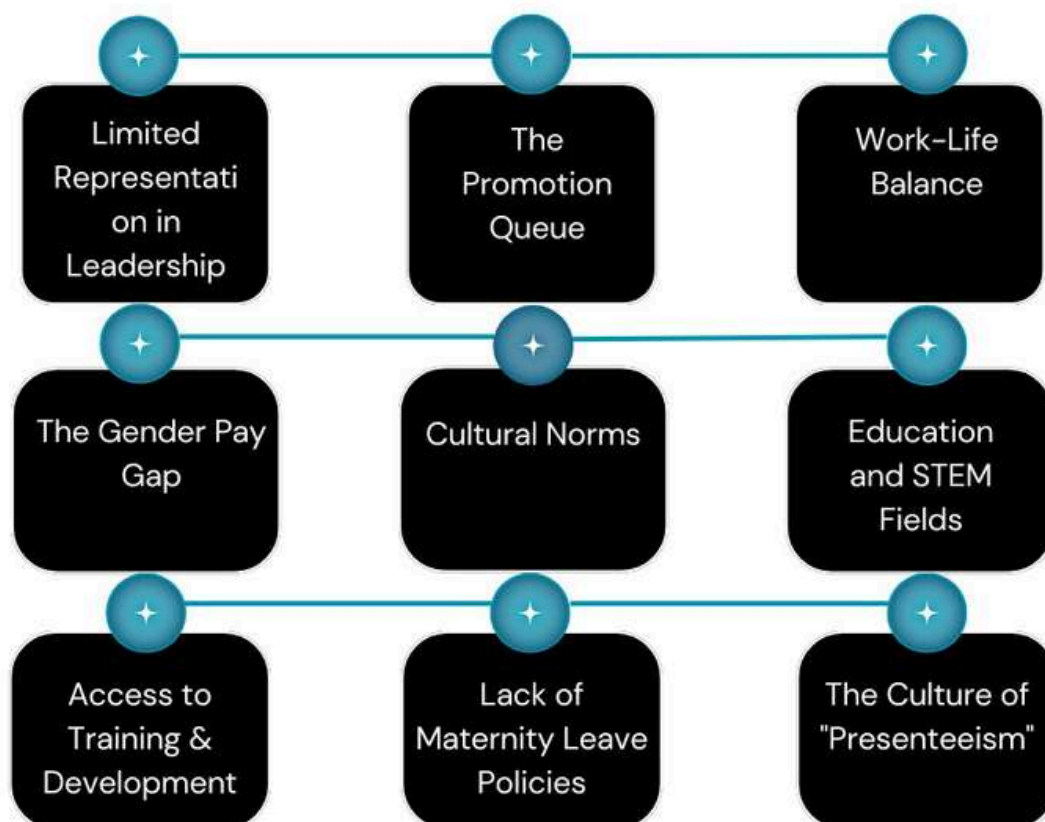 Limited
Representati
on in
Leadership
The
Promotion
Queue
Work-Life
Balance
The Gender Pay
Gap
Cultural Norms
Education
and STEM
Fields
Access to
Training &
Development
Lack of
Maternity Leave
Policies
The Culture of
"Presenteeism"